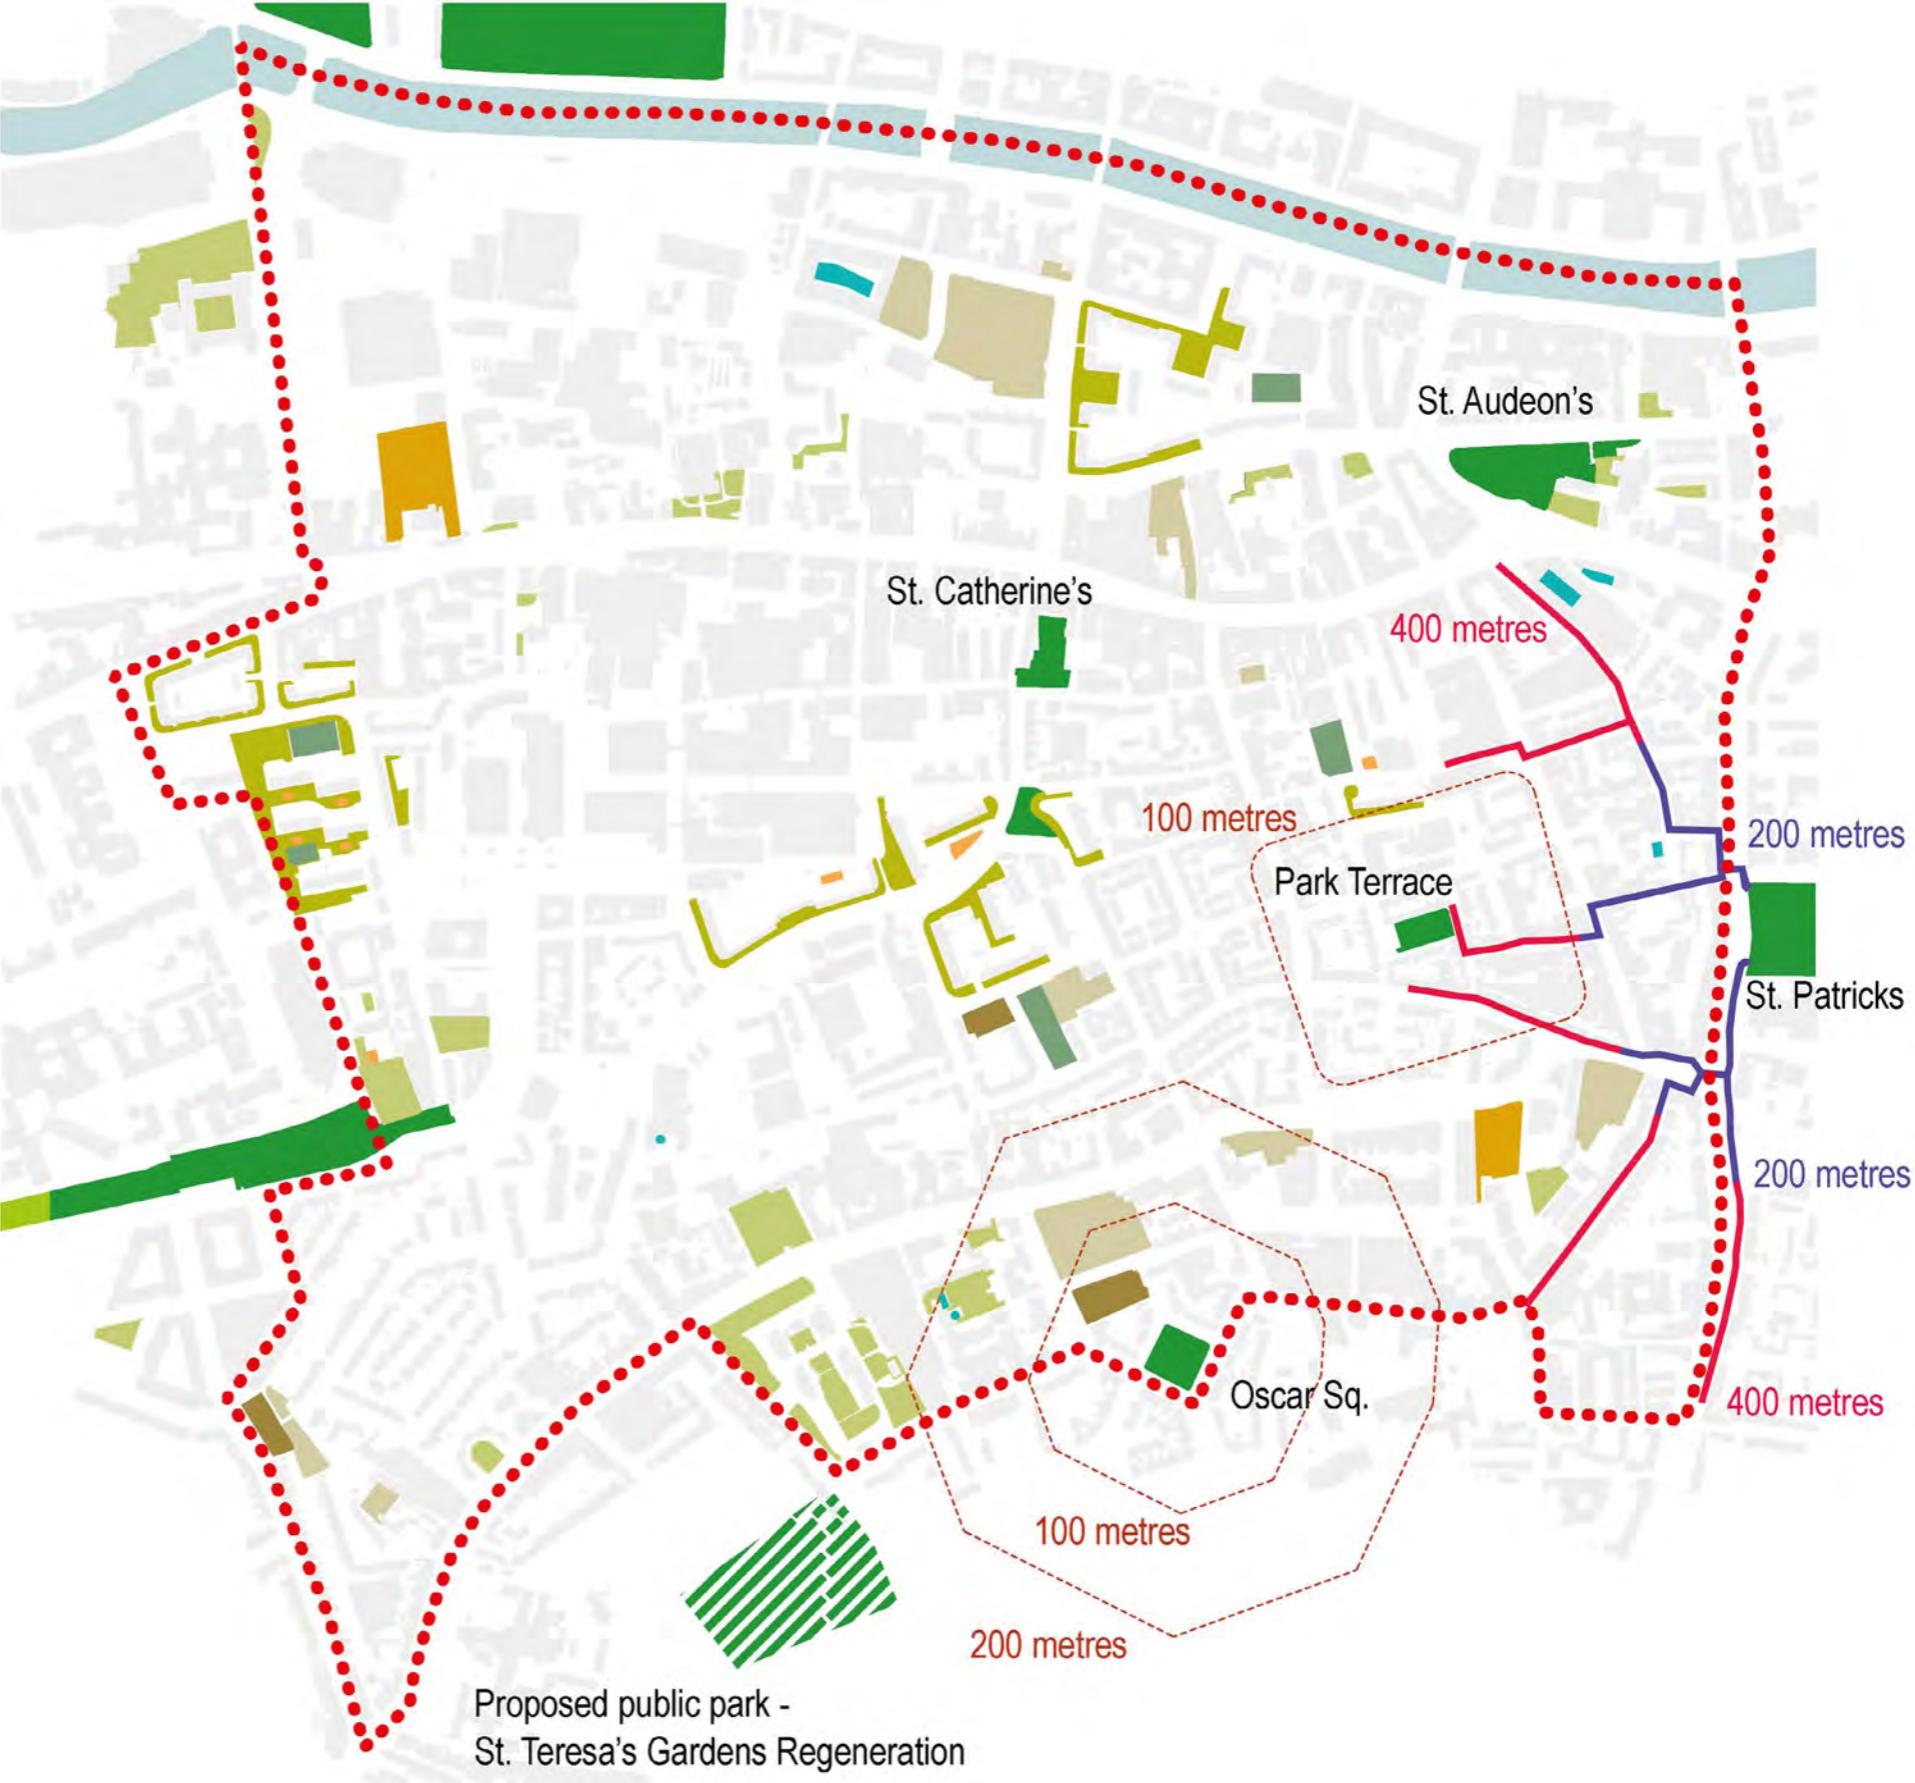 St. Audeon's
St. Catherine's
400 metres
100 metres
200 metres
Park Terrace
St. Patricks
200 metres
Oscar Sq.
400 metres
100 metres
200 metres
Proposed public park -
St. Teresa's Gardens Regeneration